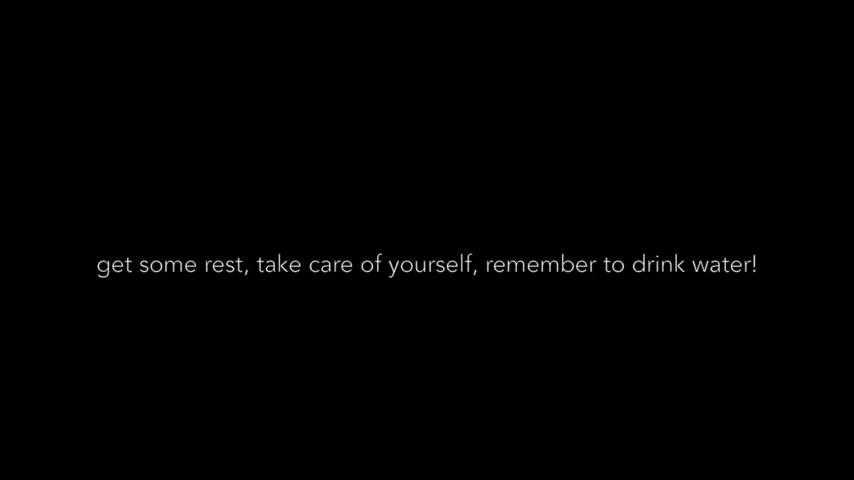 get some rest, take care of yourself, remember to drink water!